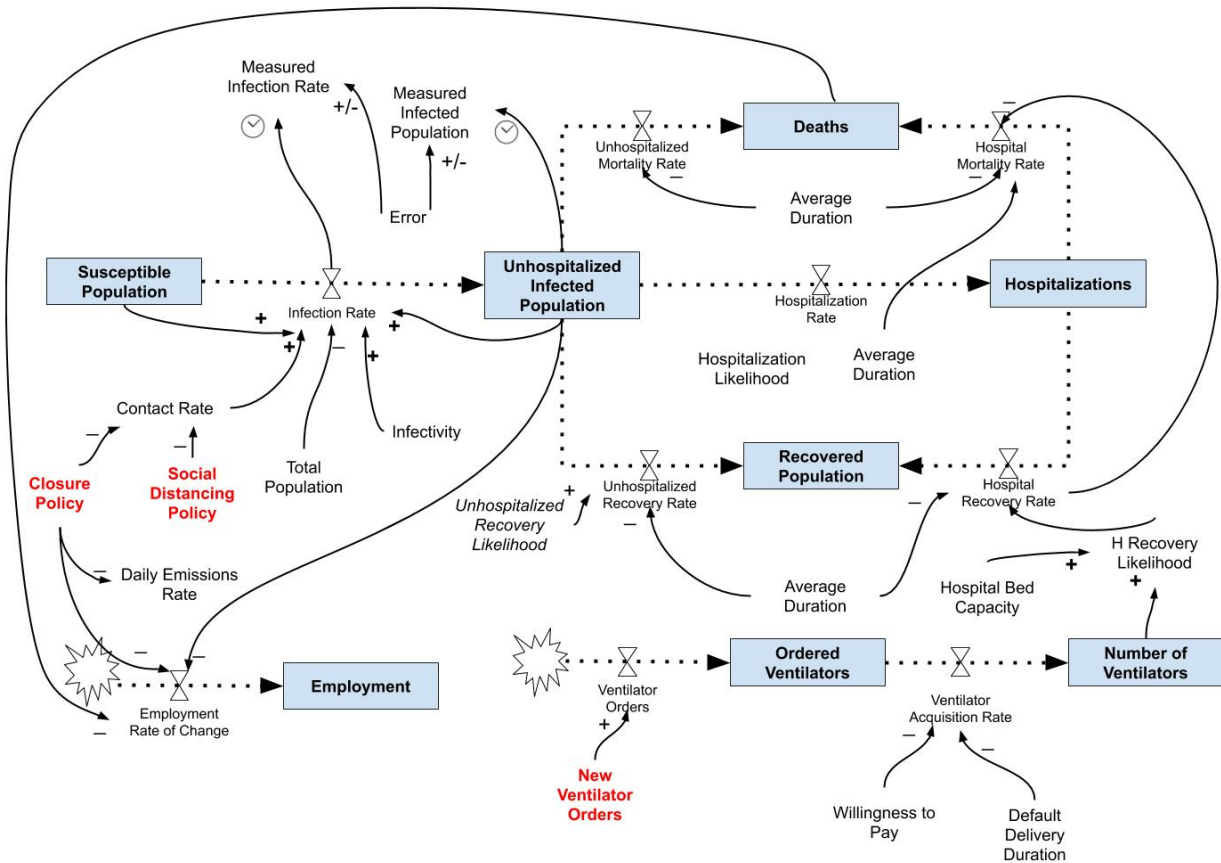 Measured
Infection Rate
+/-
Measured
Infected
Population
+/-
Error
Unhospitalized
Mortality Rate
–
Deaths
–
Hospital
Mortality Rate
–
Average
Duration
Susceptible
Population
Infection Rate
+
+
–
+
+
Unhospitalized
Infected
Population
Hospitalization
Rate
Hospitalizations
Hospitalization
Likelihood
Average
Duration
Contact Rate
–
–
Closure
Policy
Social
Distancing
Policy
Total
Population
Infectivity
Recovered
Population
Unhospitalized
Recovery Rate
+
–
Unhospitalized
Recovery
Likelihood
Hospital
Recovery Rate
–
Average
Duration
H Recovery
Likelihood
+
+
Hospital Bed
Capacity
–
Daily Emissions
Rate
–
–
–
Employment
Rate of Change
Employment
Ventilator
Orders
+
New
Ventilator
Orders
Ordered
Ventilators
Ventilator
Acquisition Rate
–
–
Number of
Ventilators
Willingness to
Pay
Default
Delivery
Duration